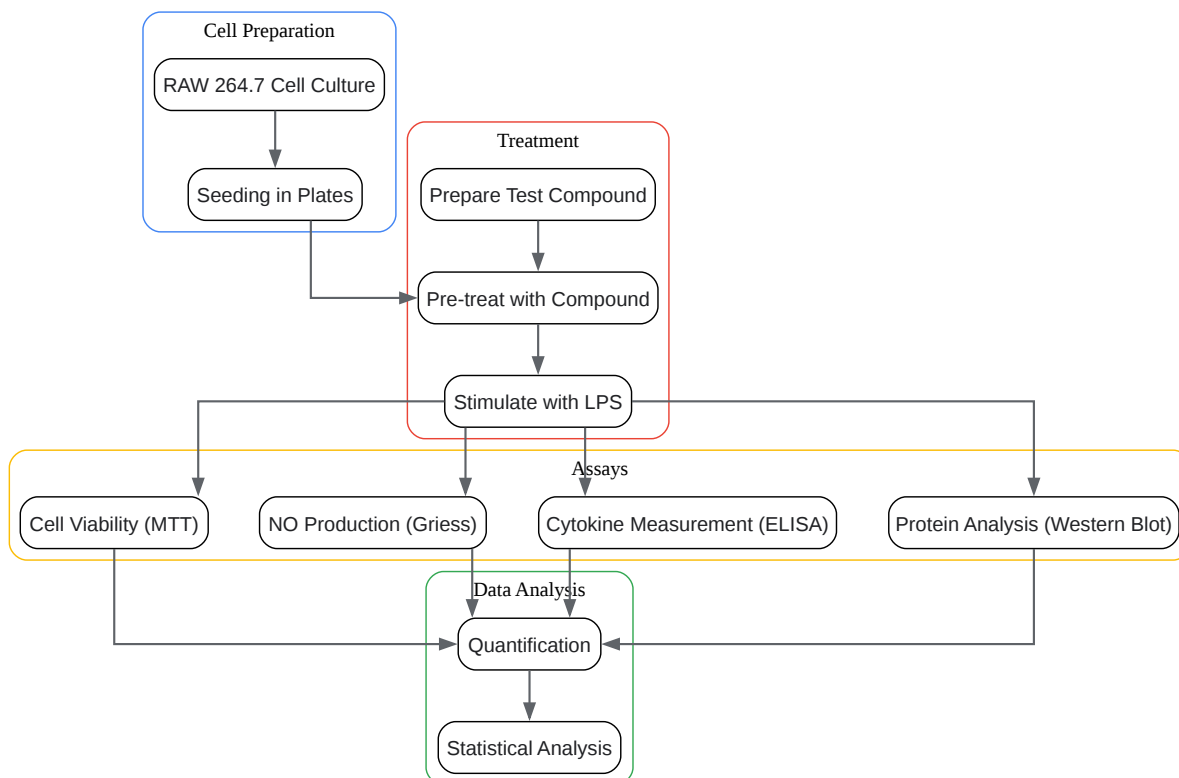 Cell Preparation
RAW 264.7 Cell Culture
Seeding in Plates
Treatment
Prepare Test Compound
Pre-treat with Compound
Stimulate with LPS
Assays
Cell Viability (MTT)
NO Production (Griess)
Cytokine Measurement (ELISA)
Protein Analysis (Western Blot)
Data Analysis
Quantification
Statistical Analysis